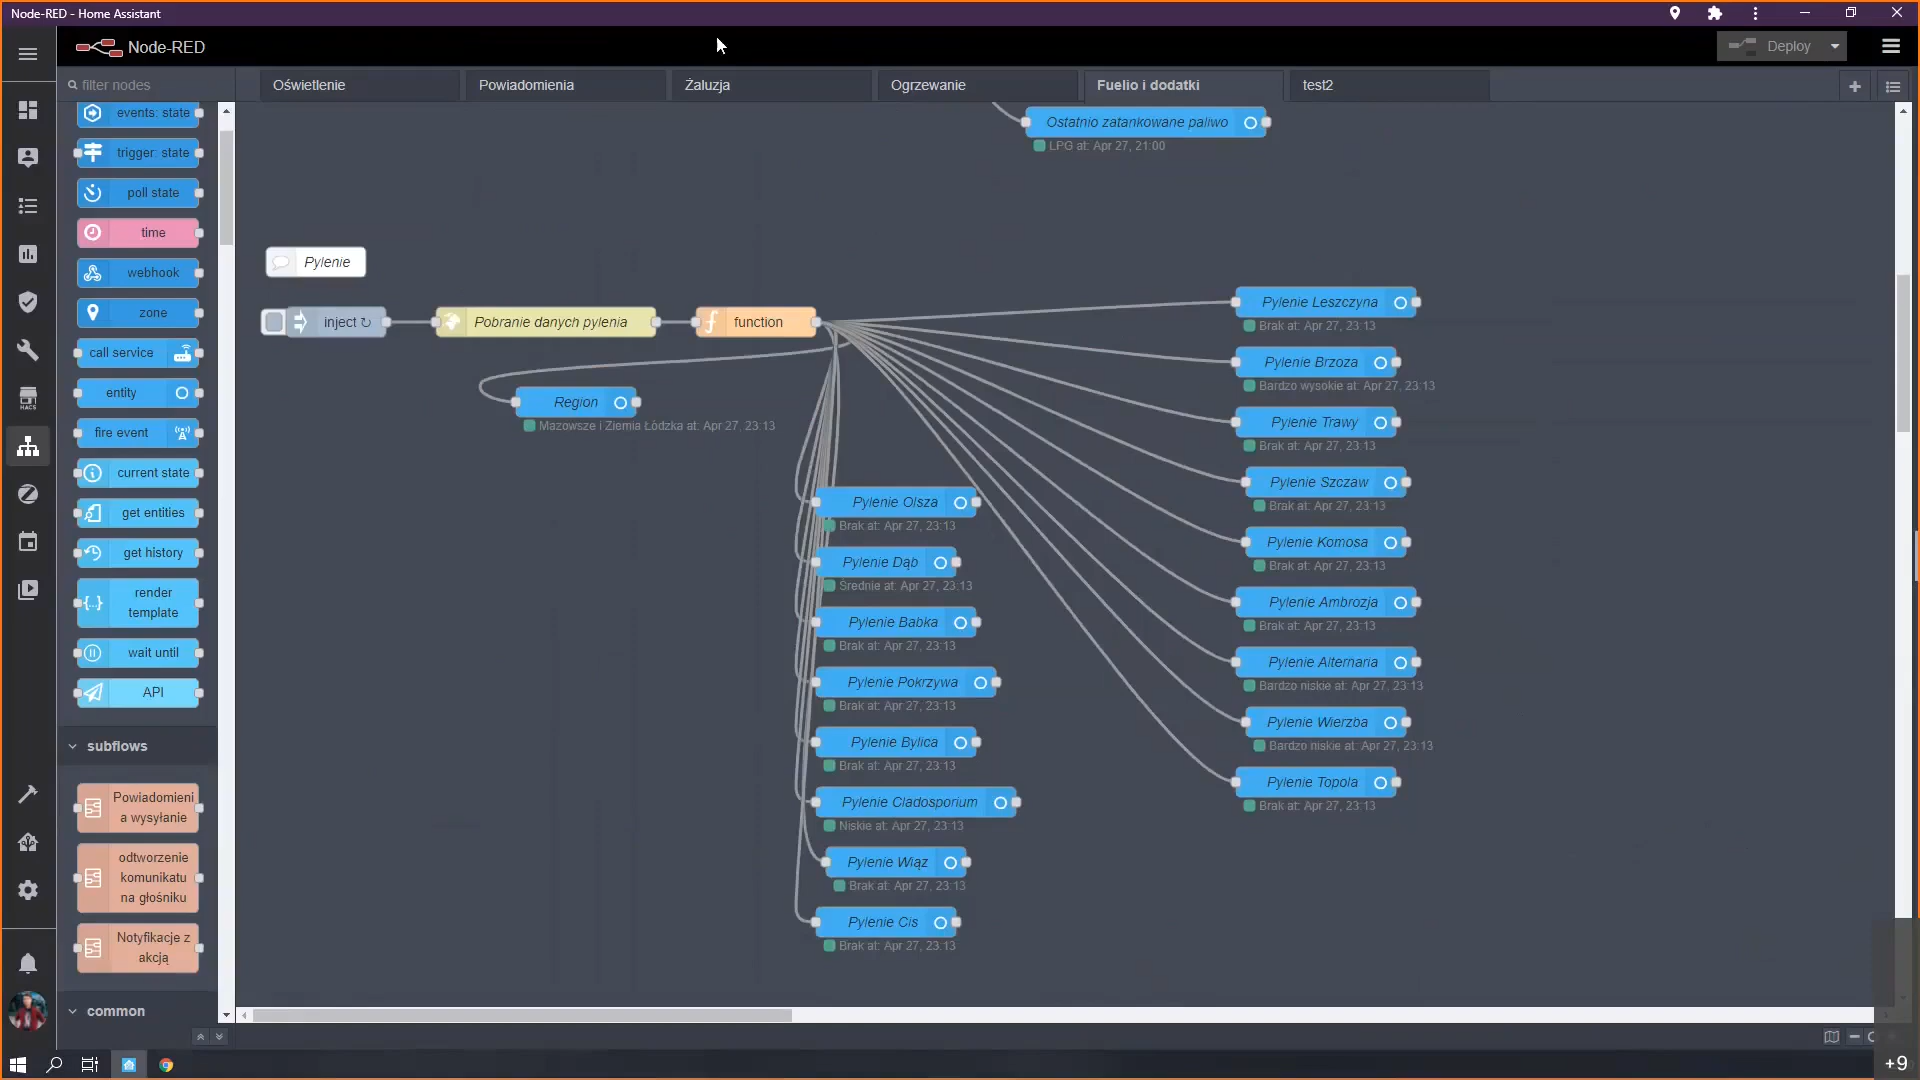 Node-RED - Home Assistant
Node-RED
Deploy
filter nodes
Oświetlenie
Powiadomienia
Żaluzja
Ogrzewanie
Fuelio i dodatki
test2
events: state
trigger: state
poll state
time
webhook
zone
call service
entity
fire event
current state
get entities
get history
render
template
wait until
API
subflows
Powiadomieni
a wysyłanie
odtworzenie
komunikatu
na głośniku
Notyfikacje z
akcją
common
HACS
Ostatnio zatankowane paliwo
LPG at: Apr 27, 21:00
Pylenie
inject ↻
Pobranie danych pylenia
function
Region
Mazowsze i Ziemia Łódzka at: Apr 27, 23:13
Pylenie Olsza
Brak at: Apr 27, 23:13
Pylenie Dąb
Średnie at: Apr 27, 23:13
Pylenie Babka
Brak at: Apr 27, 23:13
Pylenie Pokrzywa
Brak at: Apr 27, 23:13
Pylenie Bylica
Brak at: Apr 27, 23:13
Pylenie Cladosporium
Niskie at: Apr 27, 23:13
Pylenie Wiąz
Brak at: Apr 27, 23:13
Pylenie Cis
Brak at: Apr 27, 23:13
Pylenie Leszczyna
Brak at: Apr 27, 23:13
Pylenie Brzoza
Bardzo wysokie at: Apr 27, 23:13
Pylenie Trawy
Brak at: Apr 27, 23:13
Pylenie Szczaw
Brak at: Apr 27, 23:13
Pylenie Komosa
Brak at: Apr 27, 23:13
Pylenie Ambrozja
Brak at: Apr 27, 23:13
Pylenie Alternaria
Bardzo niskie at: Apr 27, 23:13
Pylenie Wierzba
Bardzo niskie at: Apr 27, 23:13
Pylenie Topola
Brak at: Apr 27, 23:13
+9